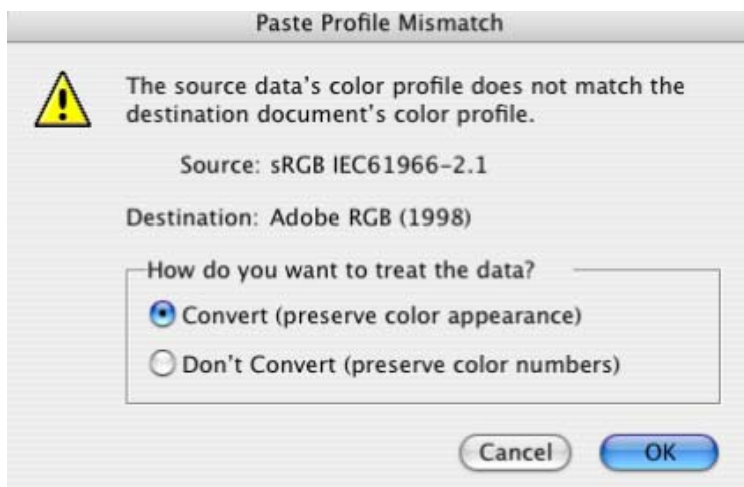 Paste Profile Mismatch
The source data's color profile does not match the
destination document's color profile.
Source: sRGB IEC61966-2.1
Destination: Adobe RGB (1998)
How do you want to treat the data?
Convert (preserve color appearance)
Don't Convert (preserve color numbers)
Cancel OK